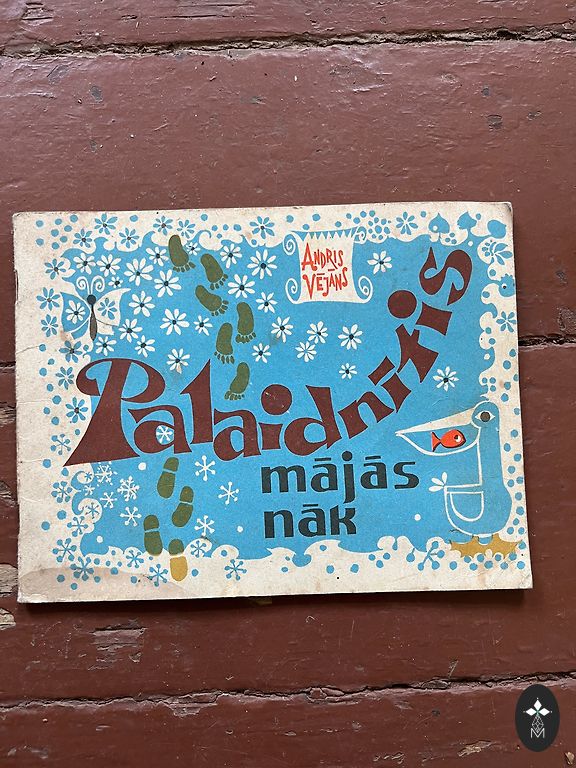 ANDRIS
VĒJĀNS
Palaidnītis
mājās
nāk
M